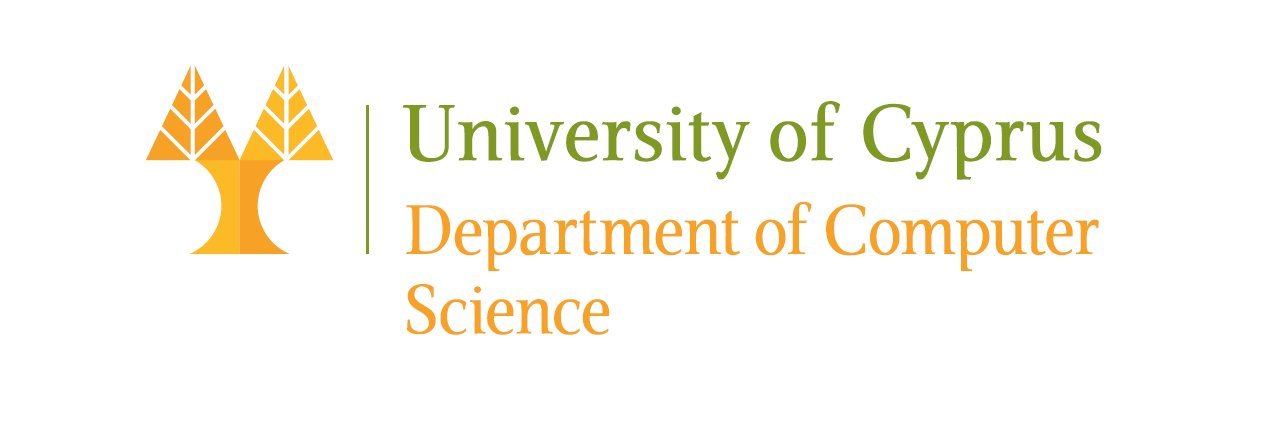 University of Cyprus
Department of Computer
Science